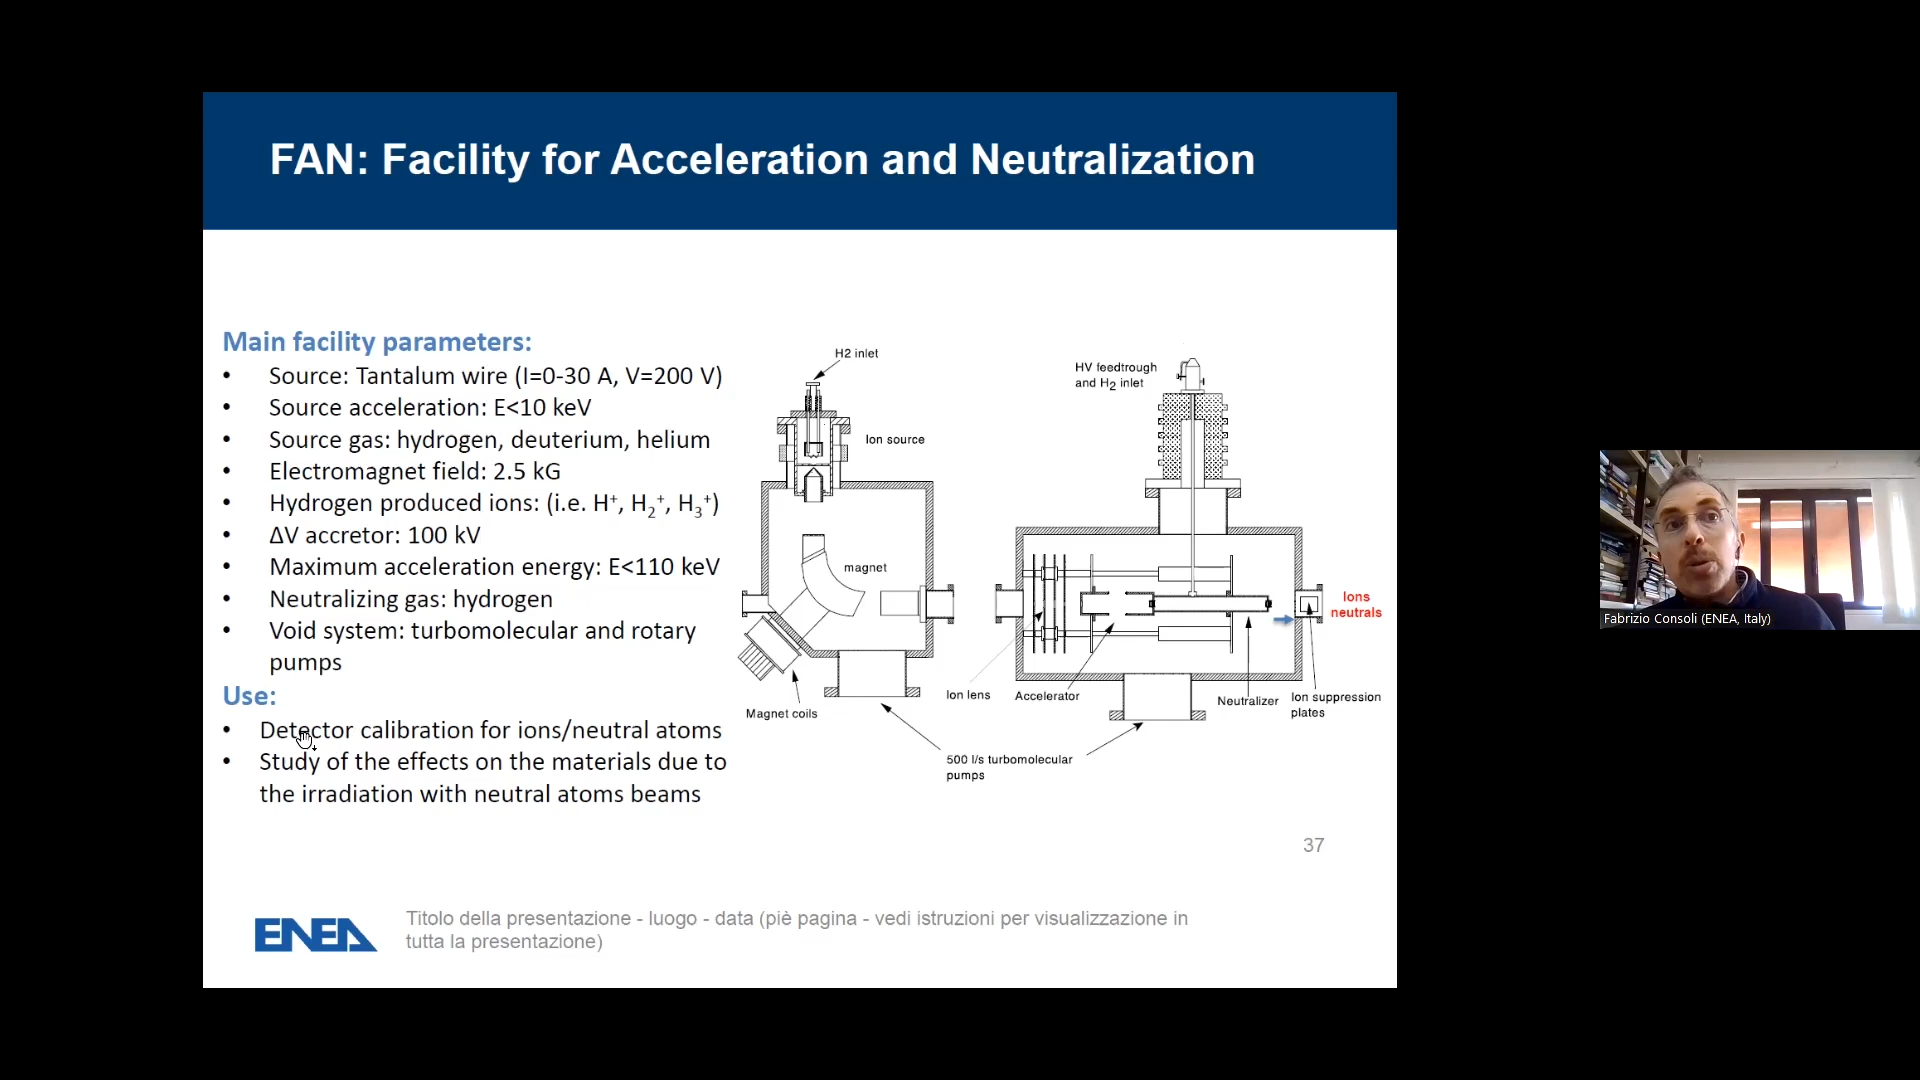 FAN: Facility for Acceleration and Neutralization
Main facility parameters:
• Source: Tantalum wire (I=0-30 A, V=200 V)
• Source acceleration: E<10 keV
• Source gas: hydrogen, deuterium, helium
• Electromagnet field: 2.5 kG
• Hydrogen produced ions: (i.e. H⁺, H₂⁺, H₃⁺)
• ΔV accretor: 100 kV
• Maximum acceleration energy: E<110 keV
• Neutralizing gas: hydrogen
• Void system: turbomolecular and rotary
pumps
Use:
• Detector calibration for ions/neutral atoms
• Study of the effects on the materials due to
the irradiation with neutral atoms beams
H2 inlet
Ion source
magnet
Magnet coils
HV feedtrough
and H₂ inlet
Ions
neutrals
Ion lens
Accelerator
Neutralizer
Ion suppression
plates
500 l/s turbomolecular
pumps
37
ENEA
Titolo della presentazione - luogo - data (piè pagina - vedi istruzioni per visualizzazione in
tutta la presentazione)
Fabrizio Consoli (ENEA, Italy)